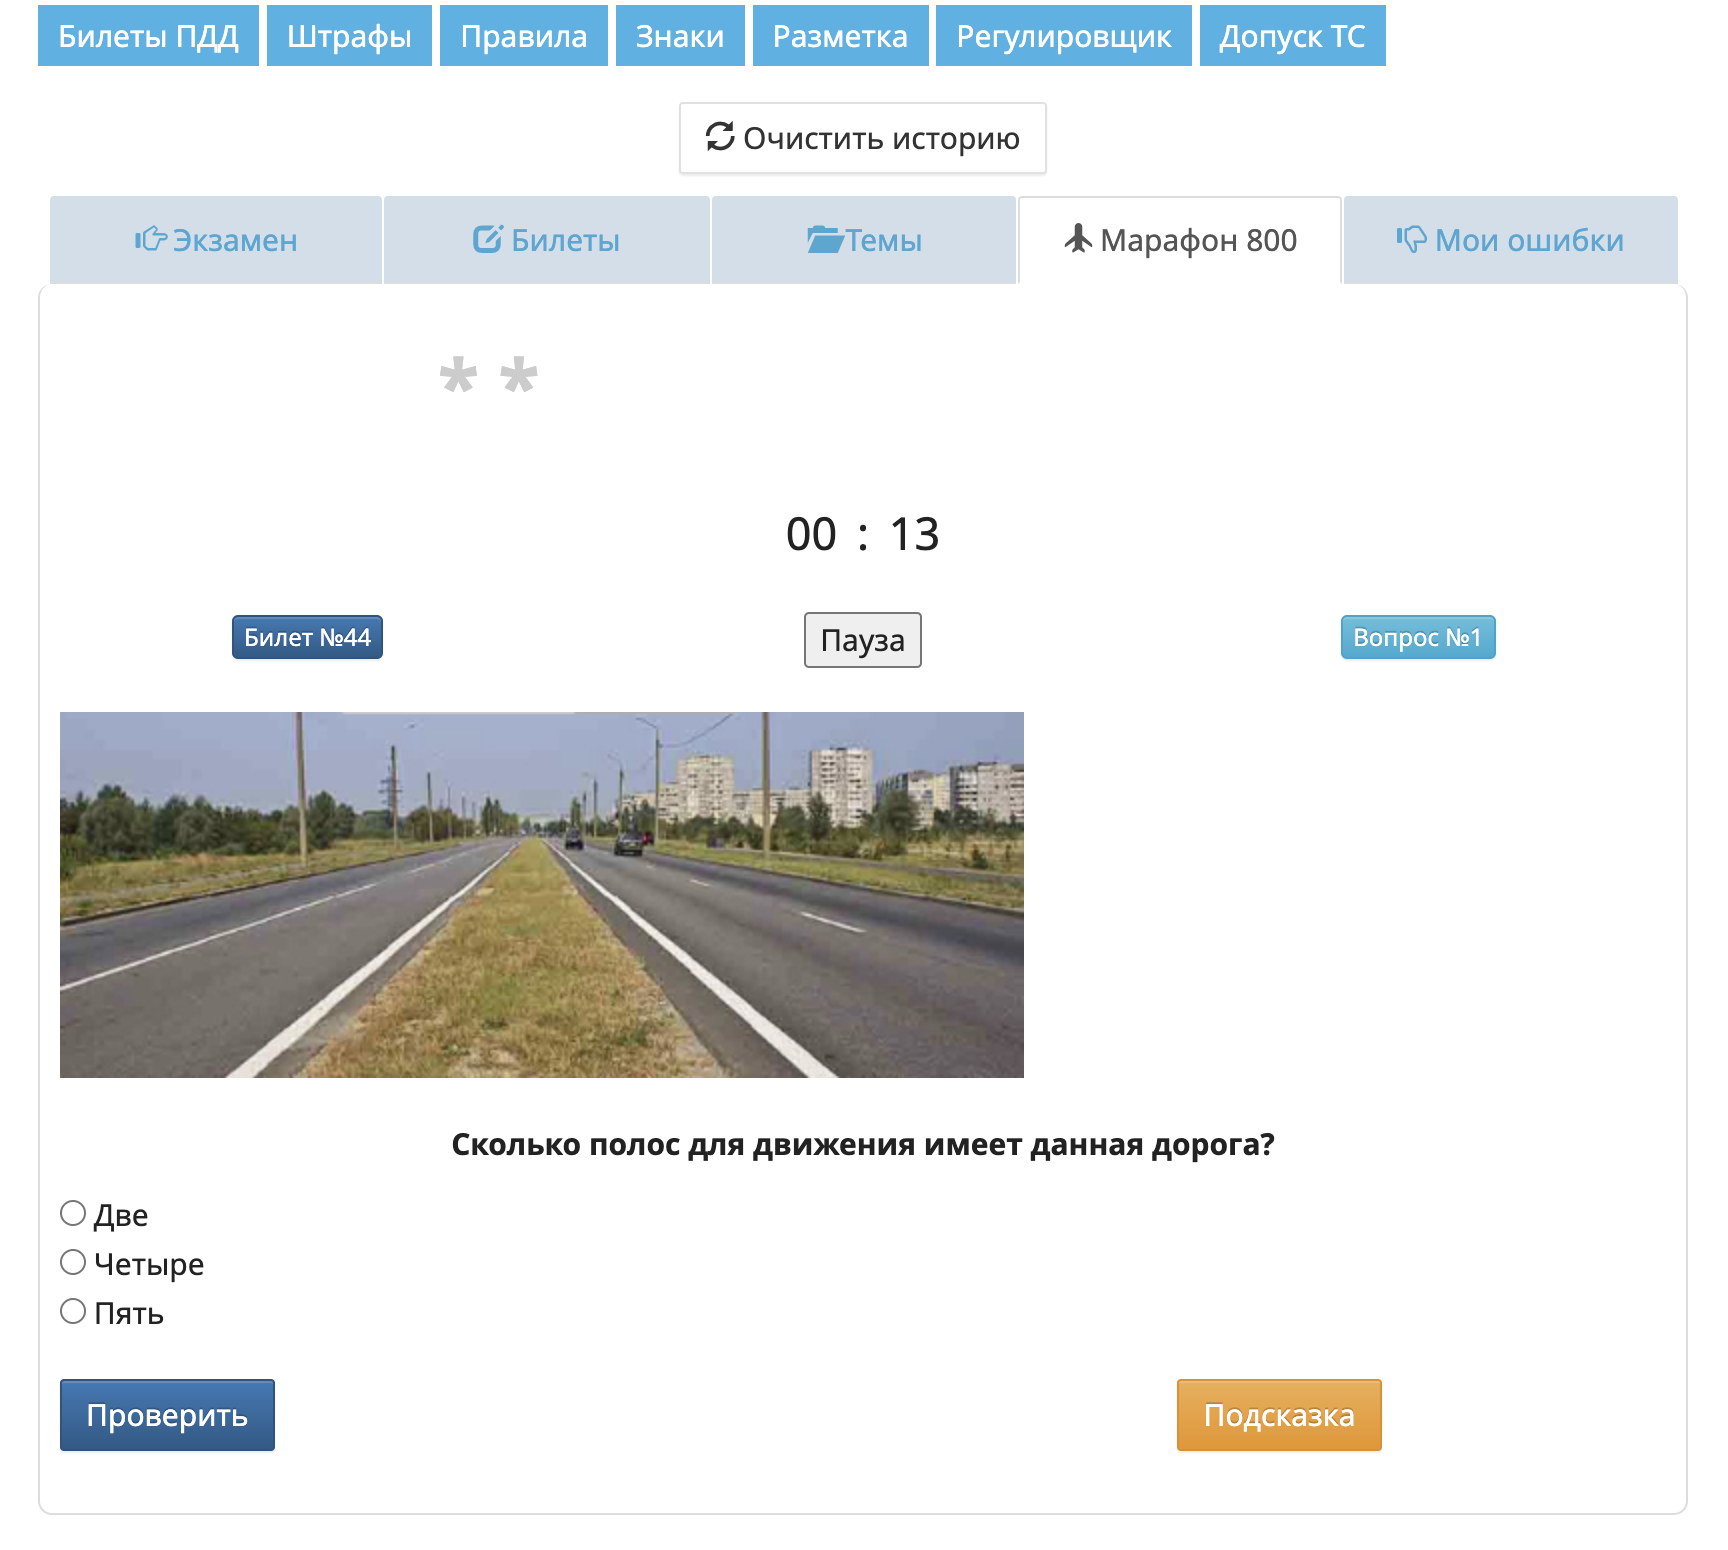 Билеты ПДД Штрафы Правила Знаки Разметка Регулировщик Допуск ТС
Очистить историю
Экзамен Билеты Темы Марафон 800 Мои ошибки
* *
00 : 13
Билет №44 Пауза Вопрос №1
Сколько полос для движения имеет данная дорога?
Две
Четыре
Пять
Проверить Подсказка